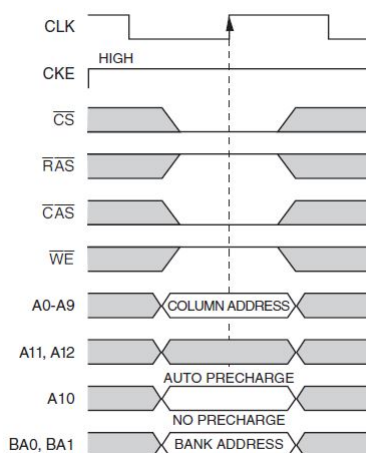 CLK
HIGH
CKE
CS
RAS
CAS
WE
A0-A9 COLUMN ADDRESS
A11, A12
AUTO PRECHARGE
A10
NO PRECHARGE
BA0, BA1 BANK ADDRESS